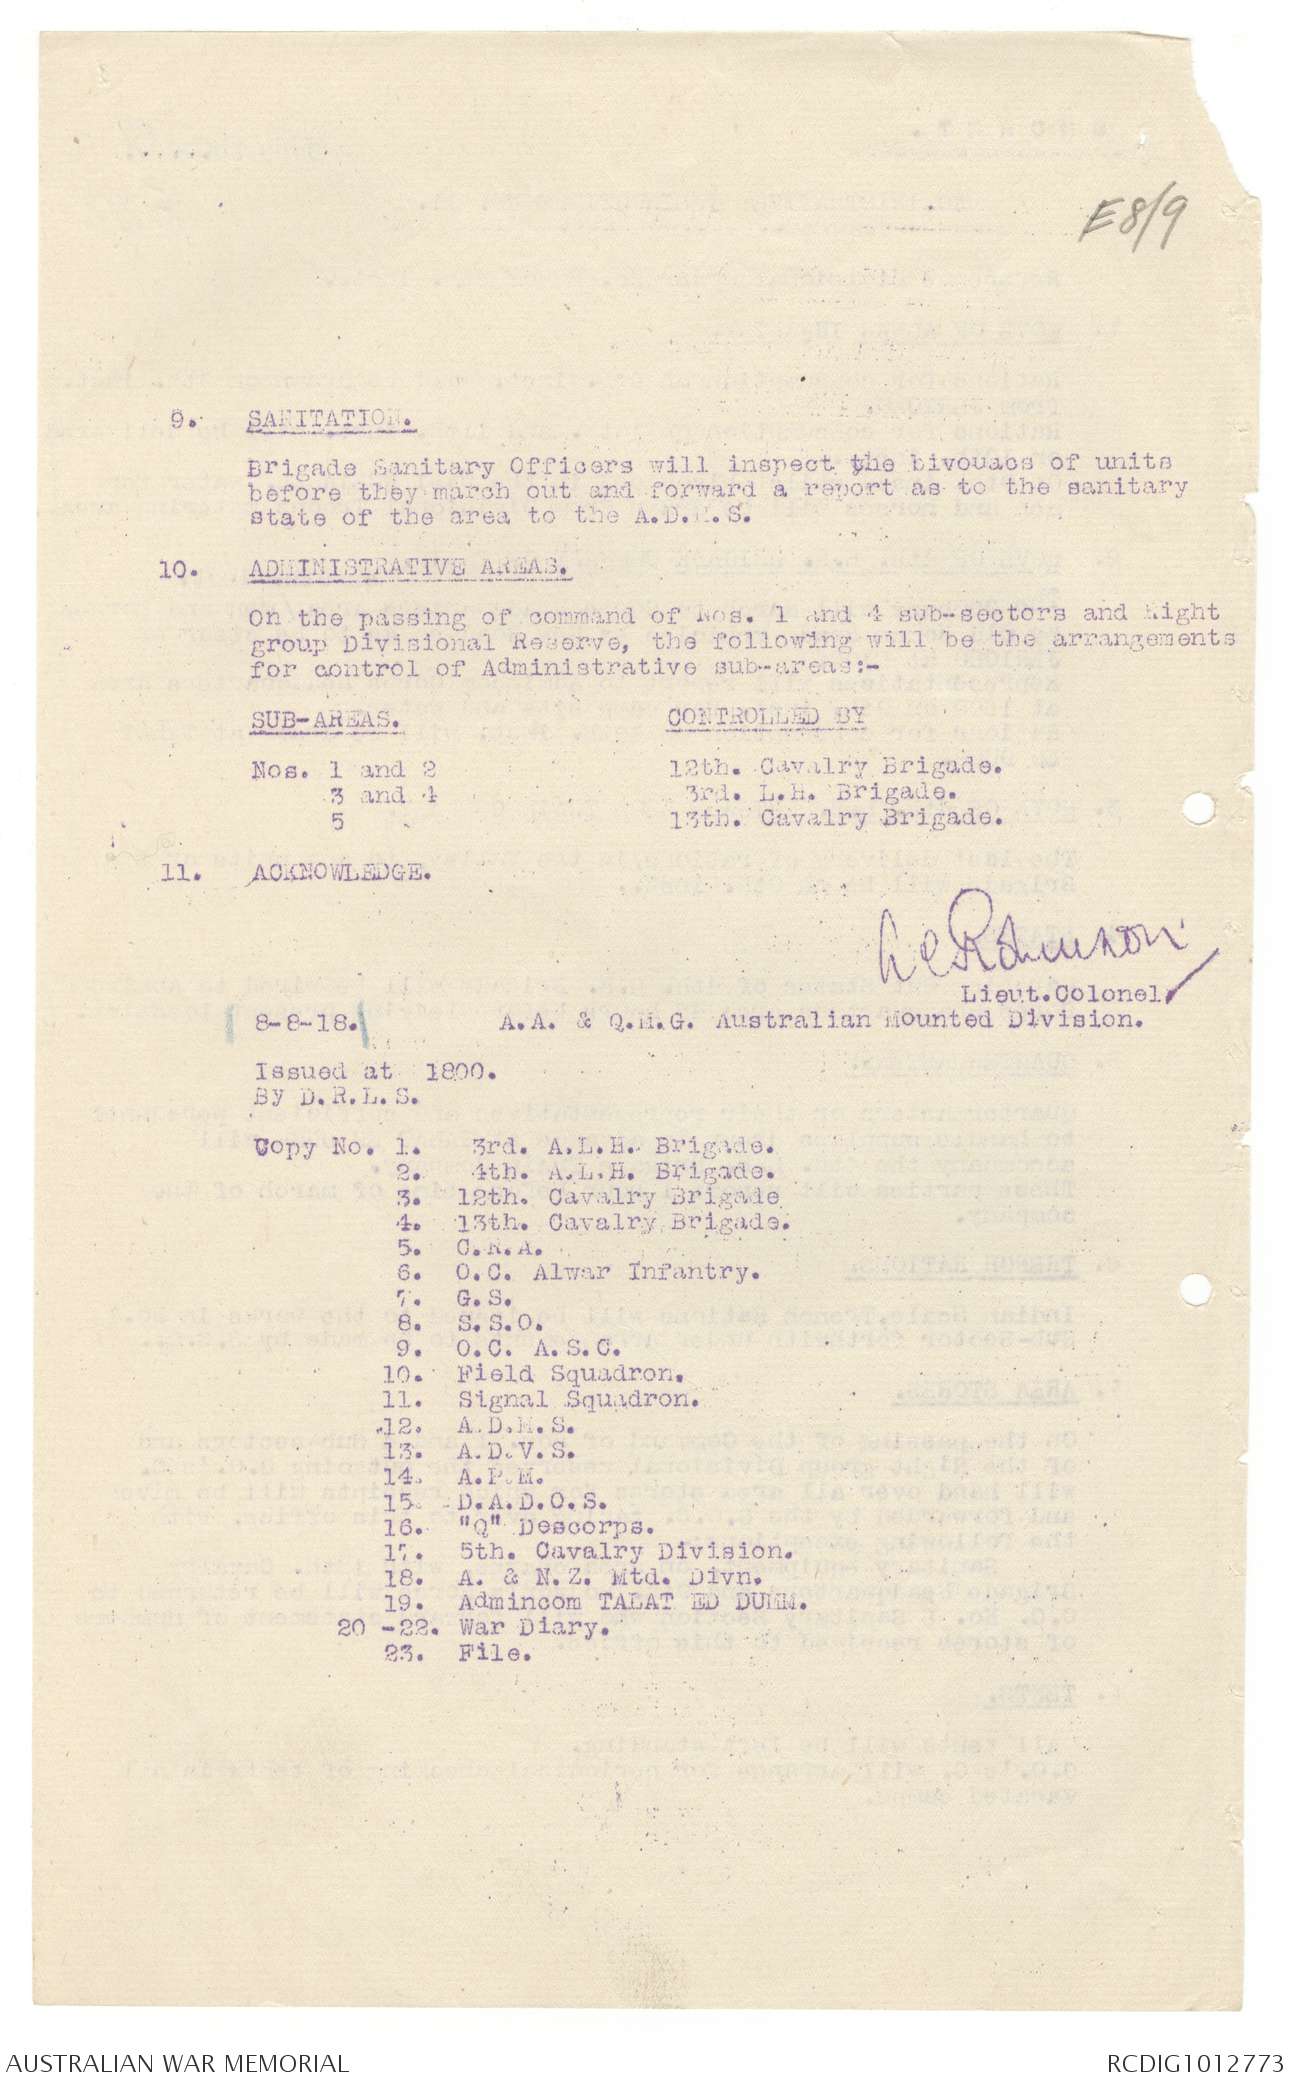 E8/9
9. SANITATION.
Brigade Sanitary Officers will inspect the bivouacs of units
before they march out and forward a report as to the sanitary
state of the area to the A.D.M.S.
10. ADMINISTRATIVE AREAS.
On the passing of command of Nos. 1 and 4 sub-sectors and Right
group Divisional Reserve, the following will be the arrangements
for control of Administrative sub-areas:-
SUB-AREAS. CONTROLLED BY
Nos. 1 and 2 12th. Cavalry Brigade.
3 and 4 3rd. L.H. Brigade.
5 13th. Cavalry Brigade.
11. ACKNOWLEDGE.
Robinson
Lieut.Colonel
8-8-18. A.A. & Q.M.G. Australian Mounted Division.
Issued at 1800.
By D.R.L.S.
Copy No. 1. 3rd. A.L.H. Brigade.
2. 4th. A.L.H. Brigade.
3. 12th. Cavalry Brigade
4. 13th. Cavalry Brigade.
5. C.R.A.
6. O.C. Alwar Infantry.
7. G.S.
8. S.S.O.
9. O.C. A.S.C.
10. Field Squadron.
11. Signal Squadron.
12. A.D.M.S.
13. A.D.V.S.
14. A.P.M.
15. D.A.D.O.S.
16. "Q" Descorps.
17. 5th. Cavalry Division.
18. A. & N.Z. Mtd. Divn.
19. Admincom TALAT ED DUMM.
20 -22. War Diary.
23. File.
AUSTRALIAN WAR MEMORIAL RCDIG1012773